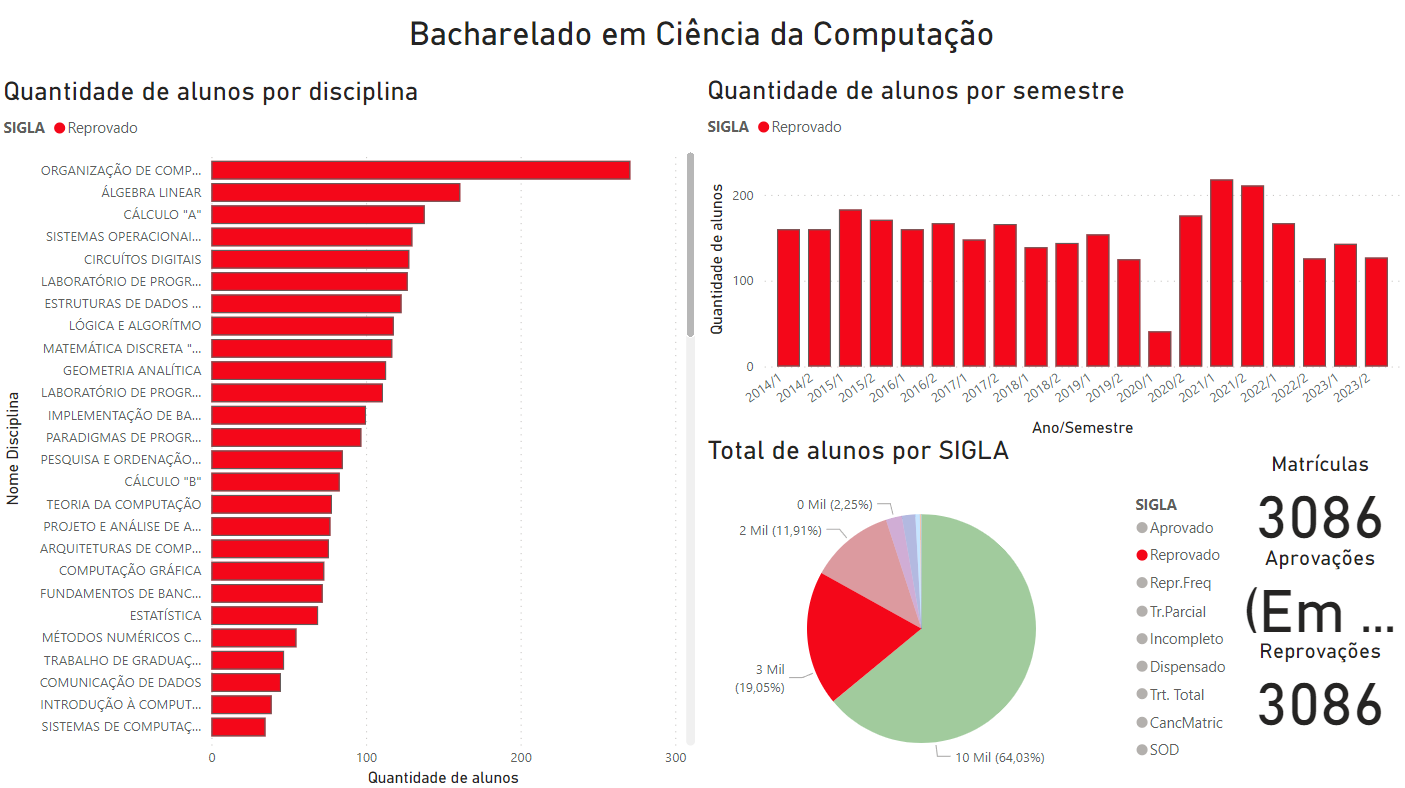 Bacharelado em Ciência da Computação
Quantidade de alunos por disciplina
SIGLA Reprovado
Nome Disciplina
ORGANIZAÇÃO DE COMP...
ÁLGEBRA LINEAR
CÁLCULO "A"
SISTEMAS OPERACIONAI...
CIRCUÍTOS DIGITAIS
LABORATÓRIO DE PROGR...
ESTRUTURAS DE DADOS ...
LÓGICA E ALGORÍTMO
MATEMÁTICA DISCRETA "...
GEOMETRIA ANALÍTICA
LABORATÓRIO DE PROGR...
IMPLEMENTAÇÃO DE BA...
PARADIGMAS DE PROGR...
PESQUISA E ORDENAÇÃO...
CÁLCULO "B"
TEORIA DA COMPUTAÇÃO
PROJETO E ANÁLISE DE A...
ARQUITETURAS DE COMP...
COMPUTAÇÃO GRÁFICA
FUNDAMENTOS DE BANC...
ESTATÍSTICA
MÉTODOS NUMÉRICOS C...
TRABALHO DE GRADUAÇ...
COMUNICAÇÃO DE DADOS
INTRODUÇÃO À COMPUT...
SISTEMAS DE COMPUTAÇ...
0 100 200 300
Quantidade de alunos
Quantidade de alunos por semestre
SIGLA Reprovado
Quantidade de alunos
200
100
0
2014/1 2014/2 2015/1 2015/2 2016/1 2016/2 2017/1 2017/2 2018/1 2018/2 2019/1 2019/2 2020/1 2020/2 2021/1 2021/2 2022/1 2022/2 2023/1 2023/2
Ano/Semestre
Total de alunos por SIGLA
0 Mil (2,25%)
2 Mil (11,91%)
3 Mil
(19,05%)
10 Mil (64,03%)
SIGLA
Aprovado
Reprovado
Repr.Freq
Tr.Parcial
Incompleto
Dispensado
Trt. Total
CancMatric
SOD
Matrículas
3086
Aprovações
(Em ...
Reprovações
3086